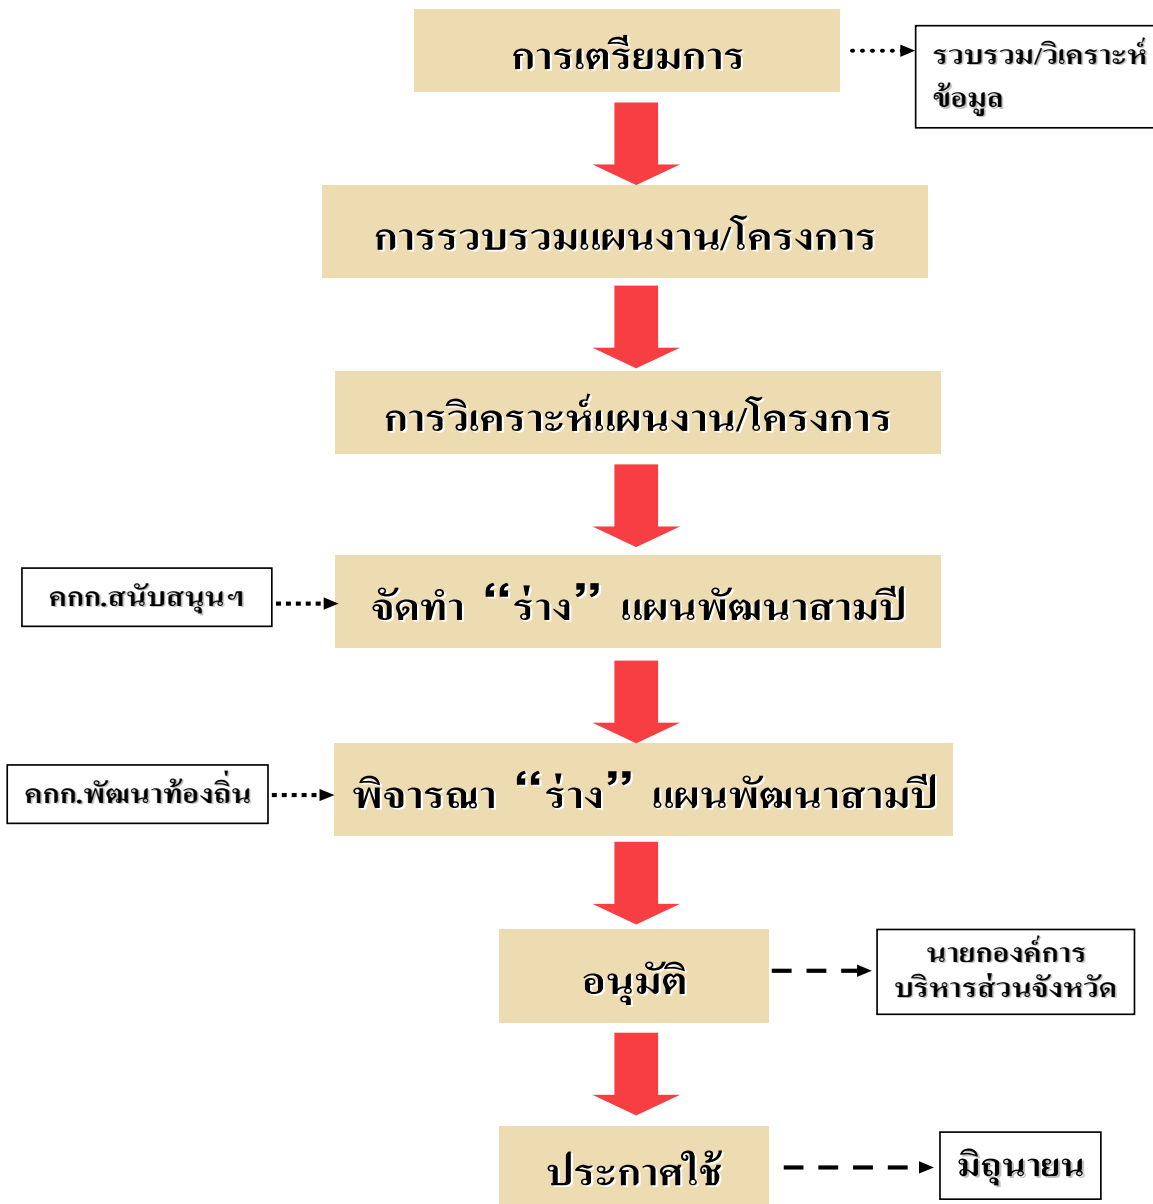 การเตรียมการ
รวบรวม/วิเคราะห์
ข้อมูล
การรวบรวมแผนงาน/โครงการ
การวิเคราะห์แผนงาน/โครงการ
คกก.สนับสนุนฯ
จัดทำ “ร่าง” แผนพัฒนาสามปี
คกก.พัฒนาท้องถิ่น
พิจารณา “ร่าง” แผนพัฒนาสามปี
อนุมัติ
นายกองค์การ
บริหารส่วนจังหวัด
ประกาศใช้
มิถุนายน